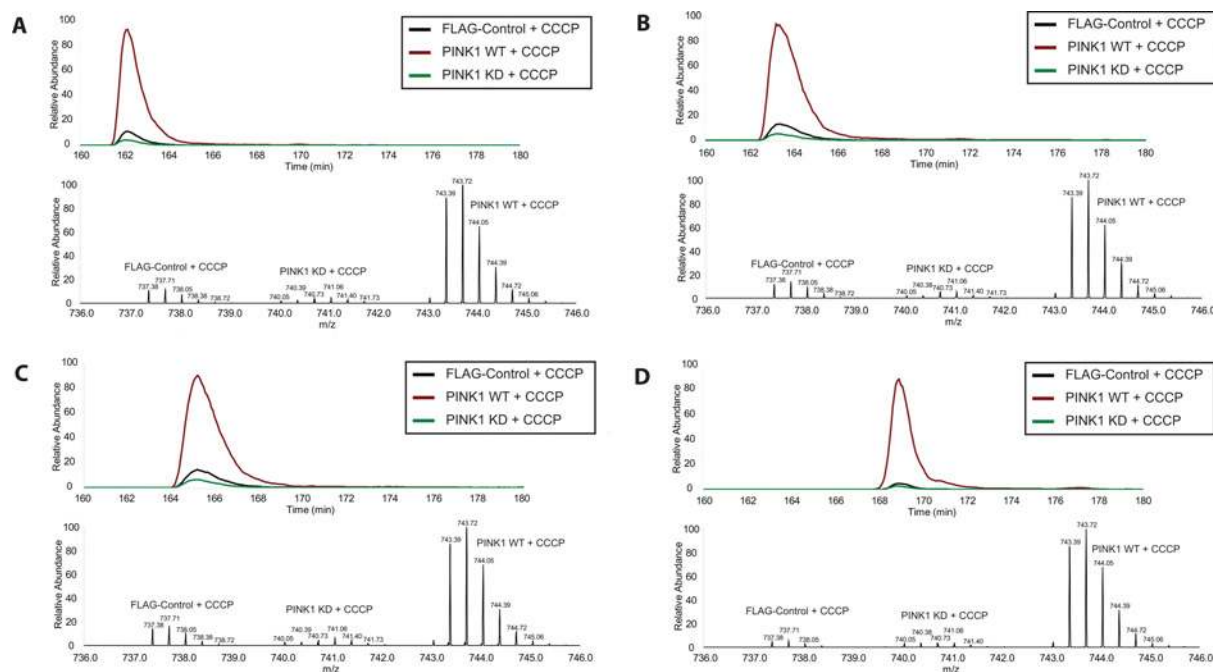 A
Relative Abundance
100
80
60
40
20
0
160 162 164 166 168 170 172 174 176 178 180
Time (min)
FLAG-Control + CCCP
PINK1 WT + CCCP
PINK1 KD + CCCP
Relative Abundance
100
80
60
40
20
0
FLAG-Control + CCCP
737.38 737.71 738.05 738.38 738.72
PINK1 KD + CCCP
740.05 740.39 740.73 741.06 741.40 741.73
PINK1 WT + CCCP
743.39 743.72 744.05 744.39 744.72 745.06
736.0 737.0 738.0 739.0 740.0 741.0 742.0 743.0 744.0 745.0 746.0
m/z
B
Relative Abundance
100
80
60
40
20
0
160 162 164 166 168 170 172 174 176 178 180
Time (min)
FLAG-Control + CCCP
PINK1 WT + CCCP
PINK1 KD + CCCP
Relative Abundance
100
80
60
40
20
0
FLAG-Control + CCCP
737.38 737.71 738.05 738.38 738.72
PINK1 KD + CCCP
740.05 740.39 740.73 741.06 741.40 741.73
PINK1 WT + CCCP
743.39 743.72 744.05 744.39 744.72 745.06
736.0 737.0 738.0 739.0 740.0 741.0 742.0 743.0 744.0 745.0 746.0
m/z
C
Relative Abundance
100
80
60
40
20
0
160 162 164 166 168 170 172 174 176 178 180
Time (min)
FLAG-Control + CCCP
PINK1 WT + CCCP
PINK1 KD + CCCP
Relative Abundance
100
80
60
40
20
0
FLAG-Control + CCCP
737.38 737.71 738.05 738.38 738.72
PINK1 KD + CCCP
740.05 740.39 740.73 741.06 741.40 741.73
PINK1 WT + CCCP
743.39 743.72 744.05 744.39 744.72 745.06
736.0 737.0 738.0 739.0 740.0 741.0 742.0 743.0 744.0 745.0 746.0
m/z
D
Relative Abundance
100
80
60
40
20
0
160 162 164 166 168 170 172 174 176 178 180
Time (min)
FLAG-Control + CCCP
PINK1 WT + CCCP
PINK1 KD + CCCP
Relative Abundance
100
80
60
40
20
0
FLAG-Control + CCCP
737.38 737.71 738.05
PINK1 KD + CCCP
740.05 740.38 740.73 741.06 741.40
PINK1 WT + CCCP
743.39 743.72 744.05 744.39 744.72 745.06
736.0 737.0 738.0 739.0 740.0 741.0 742.0 743.0 744.0 745.0 746.0
m/z